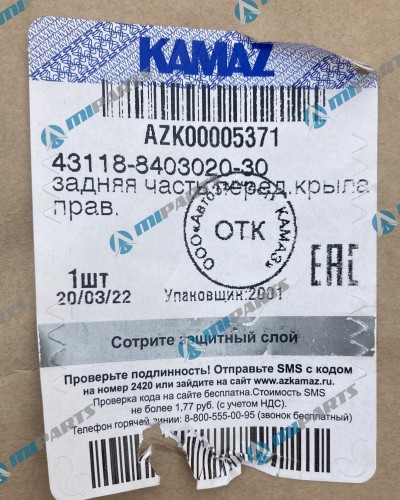 KAMAZ
AZK00005371
43118-8403020-30
задняя часть перед.крыла
прав.
ООО «Автозапчасть КАМАЗ»
ОТК
1шт
20/03/22
Упаковщик:2001
EAC
Сотрите защитный слой
Проверьте подлинность! Отправьте SMS с кодом
на номер 2420 или зайдите на сайт www.azkamaz.ru.
Проверка кода на сайте бесплатна.Стоимость SMS
не более 1,77 руб. (с учетом НДС).
Телефон горячей линии: 8-800-555-00-95 (звонок бесплатный)
MIPARTS